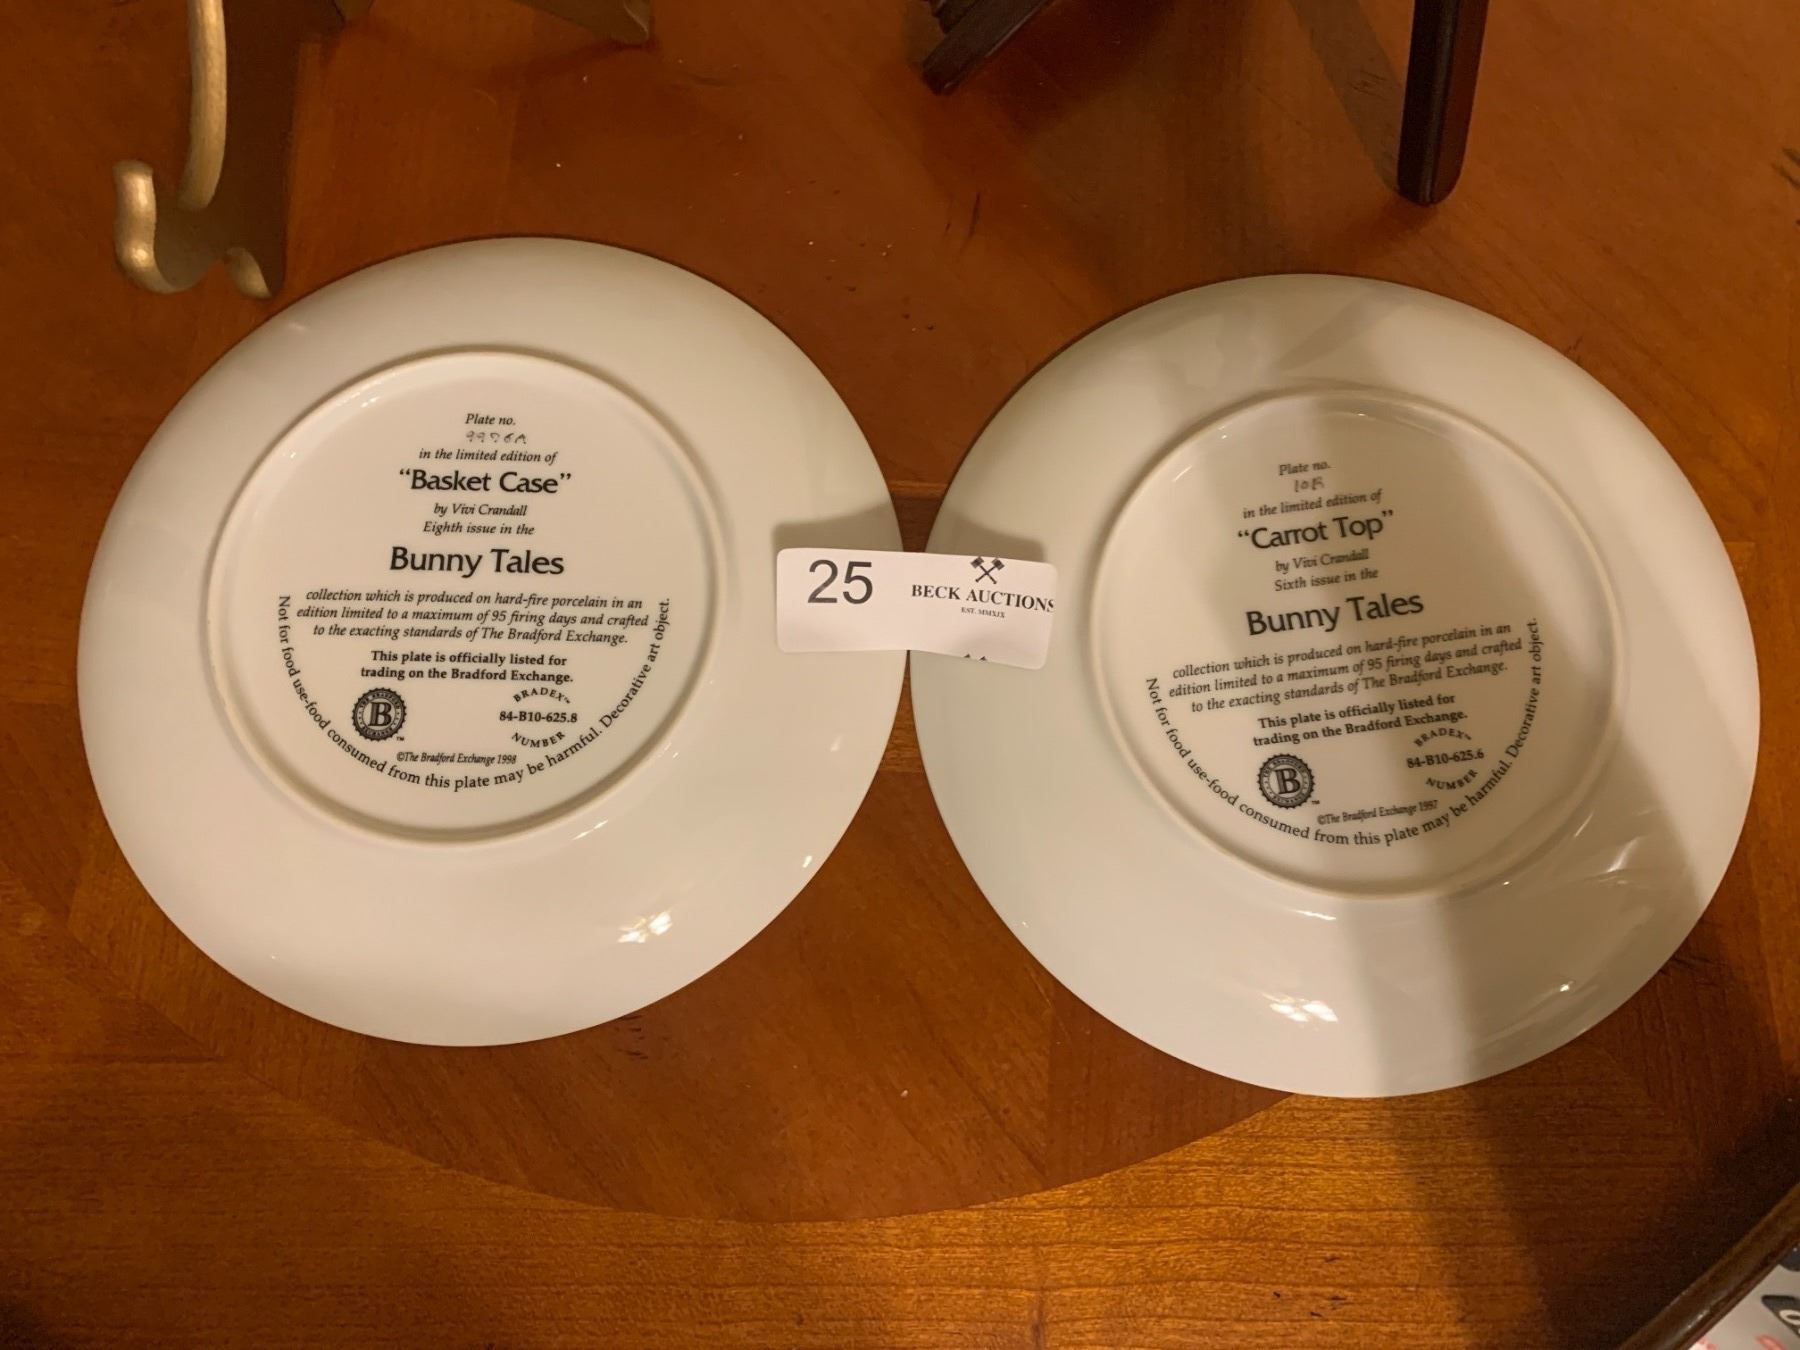 Plate no.
9976A
in the limited edition of
“Basket Case”
by Vivi Crandall
Eighth issue in the
Bunny Tales
collection which is produced on hard-fire porcelain in an
edition limited to a maximum of 95 firing days and crafted
to the exacting standards of The Bradford Exchange.
This plate is officially listed for
trading on the Bradford Exchange.
B
BRADEX™
84-B10-625.8
NUMBER
©The Bradford Exchange 1998
Not for food use-food consumed from this plate may be harmful. Decorative art object.
25
BECK AUCTIONS
EST. MMXIX
Plate no.
in the limited edition of
“Carrot Top”
by Vivi Crandall
Sixth issue in the
Bunny Tales
collection which is produced on hard-fire porcelain in an
edition limited to a maximum of 95 firing days and crafted
to the exacting standards of The Bradford Exchange.
This plate is officially listed for
trading on the Bradford Exchange.
B
BRADEX™
84-B10-625.6
NUMBER
©The Bradford Exchange 1997
Not for food use-food consumed from this plate may be harmful. Decorative art object.